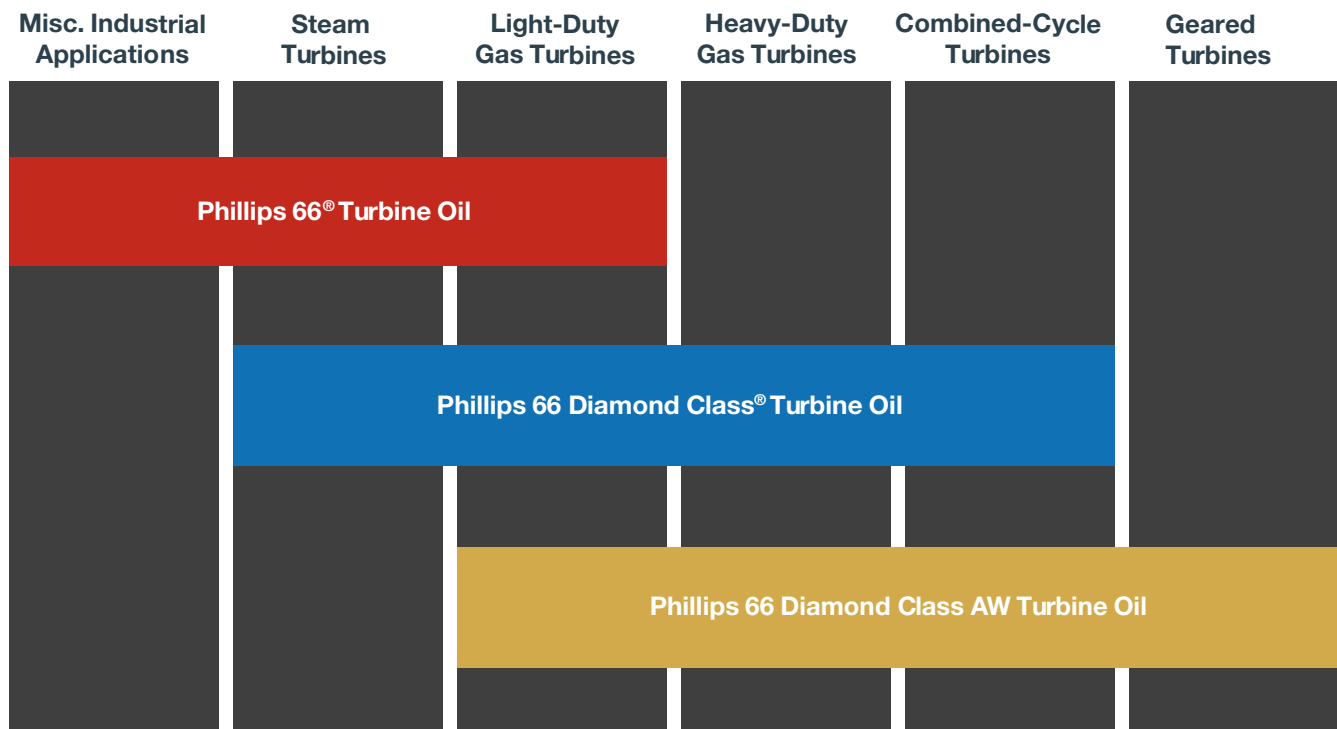 Misc. Industrial
Applications
Steam
Turbines
Light-Duty
Gas Turbines
Heavy-Duty
Gas Turbines
Combined-Cycle
Turbines
Geared
Turbines
Phillips 66® Turbine Oil
Phillips 66 Diamond Class® Turbine Oil
Phillips 66 Diamond Class AW Turbine Oil